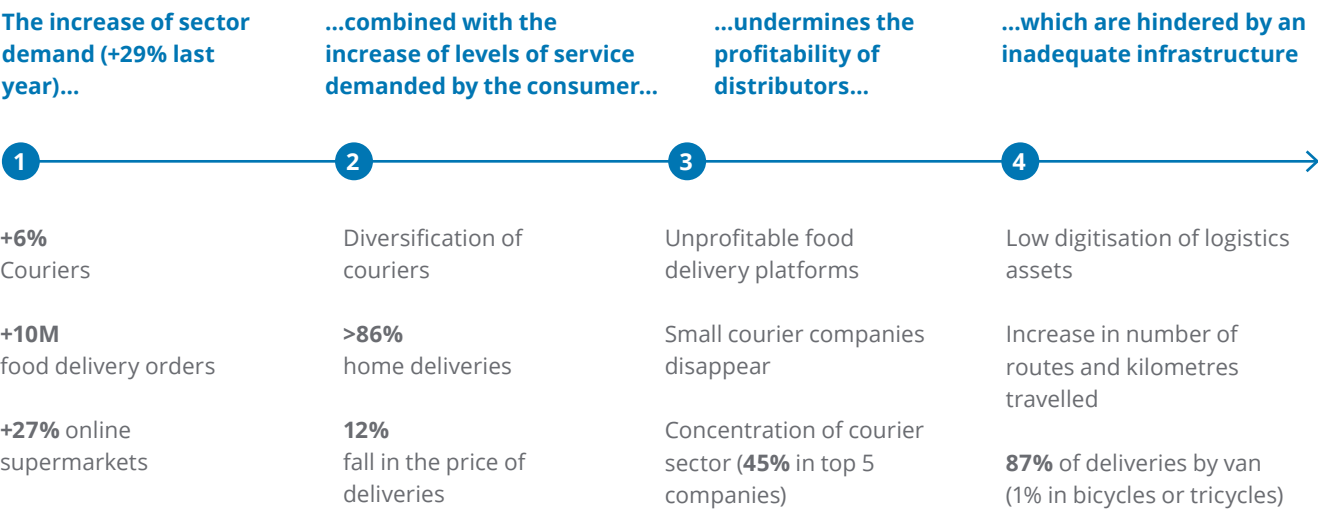 The increase of sector
demand (+29% last
year)...
...combined with the
increase of levels of service
demanded by the consumer...
...undermines the
profitability of
distributors...
...which are hindered by an
inadequate infrastructure
1
2
3
4
+6%
Couriers
+10M
food delivery orders
+27% online
supermarkets
Diversification of
couriers
>86%
home deliveries
12%
fall in the price of
deliveries
Unprofitable food
delivery platforms
Small courier companies
disappear
Concentration of courier
sector (45% in top 5
companies)
Low digitisation of logistics
assets
Increase in number of
routes and kilometres
travelled
87% of deliveries by van
(1% in bicycles or tricycles)